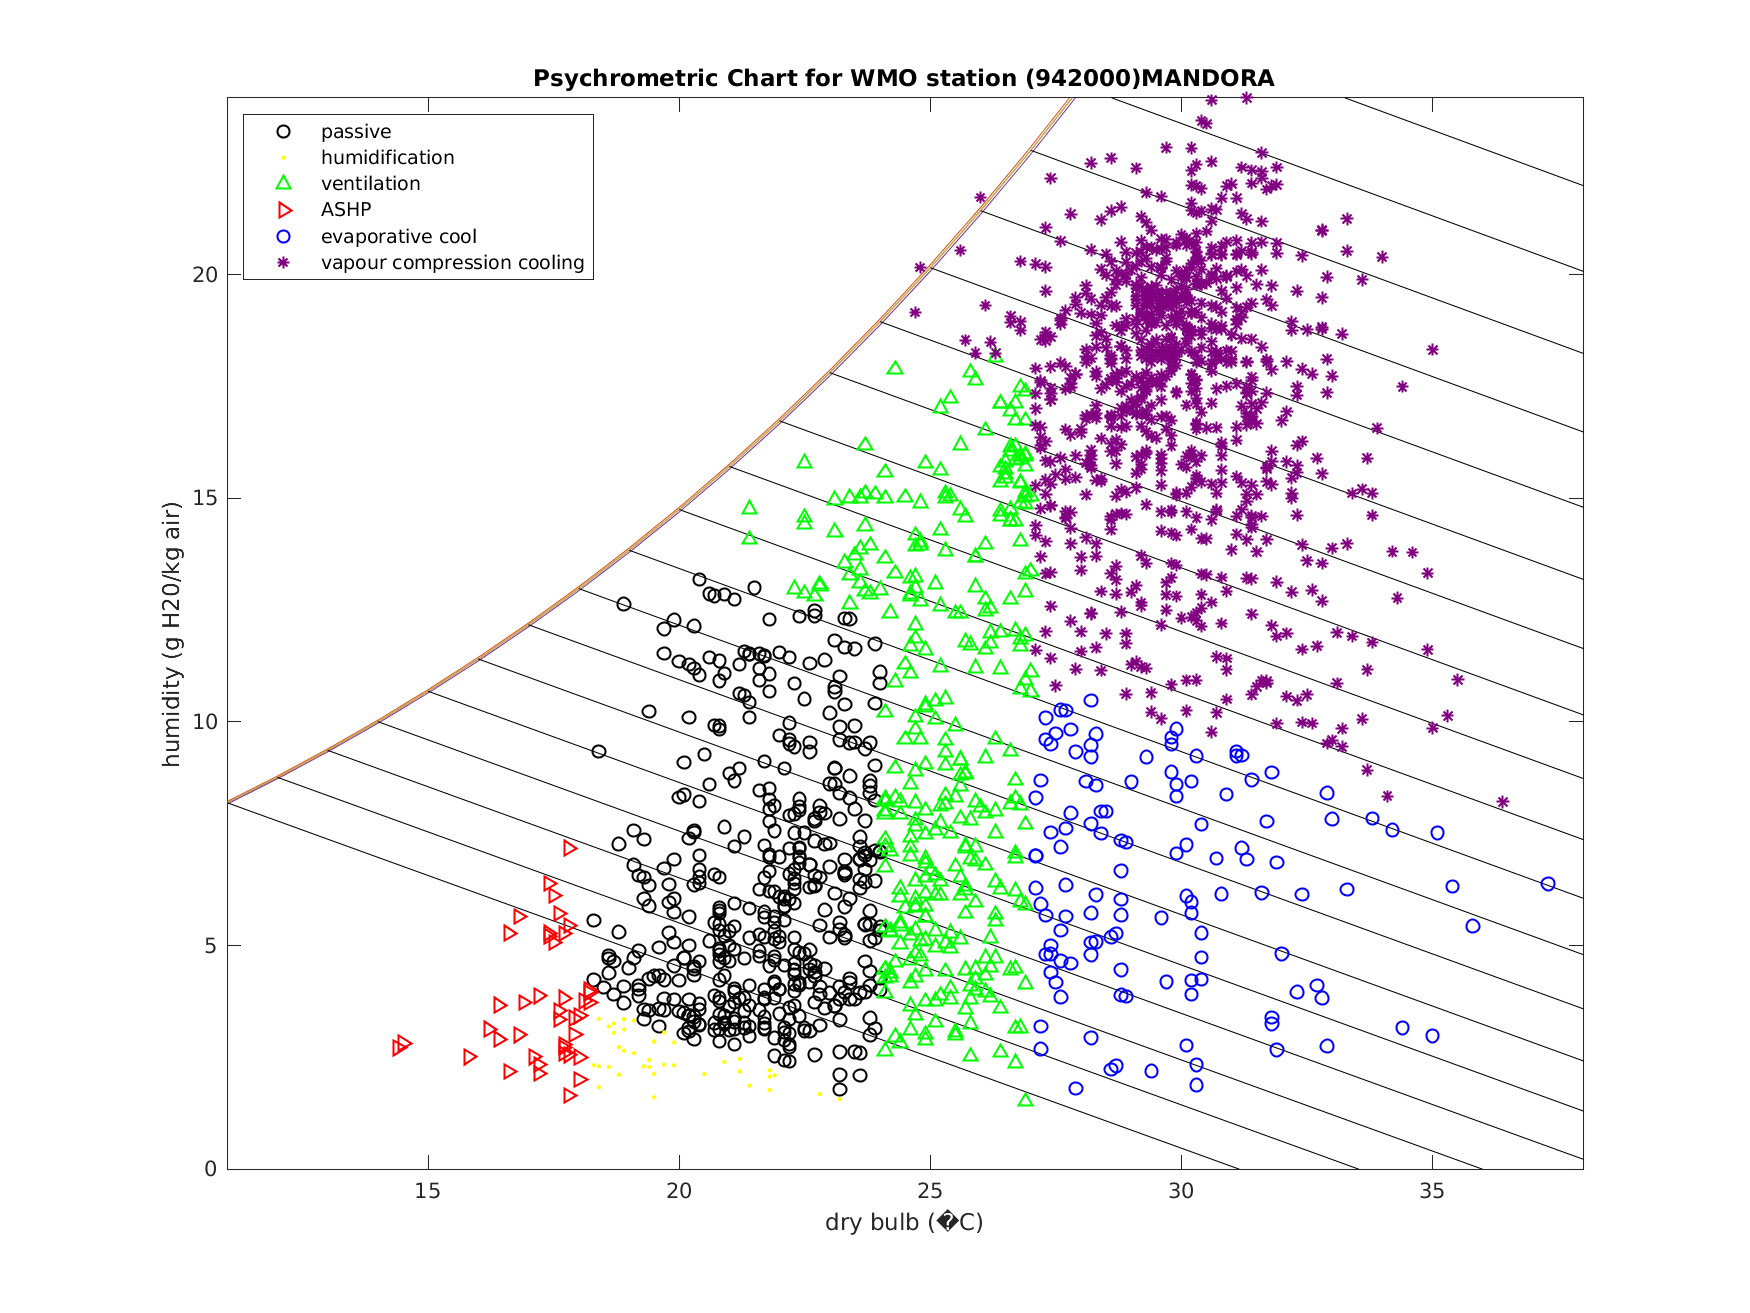 Psychrometric Chart for WMO station (942000)MANDORA
passive
humidification
ventilation
ASHP
evaporative cool
vapour compression cooling
humidity (g H20/kg air)
20
15
10
5
0
15
20
25
30
35
dry bulb (�C)